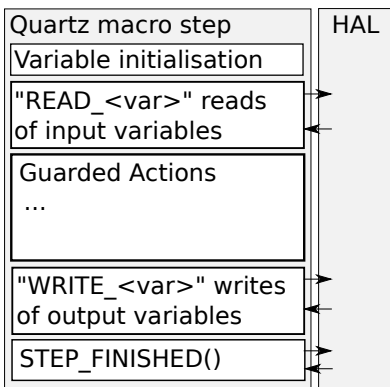 Quartz macro step
HAL
Variable initialisation
"READ_<var>" reads
of input variables
Guarded Actions
...
"WRITE_<var>" writes
of output variables
STEP_FINISHED()